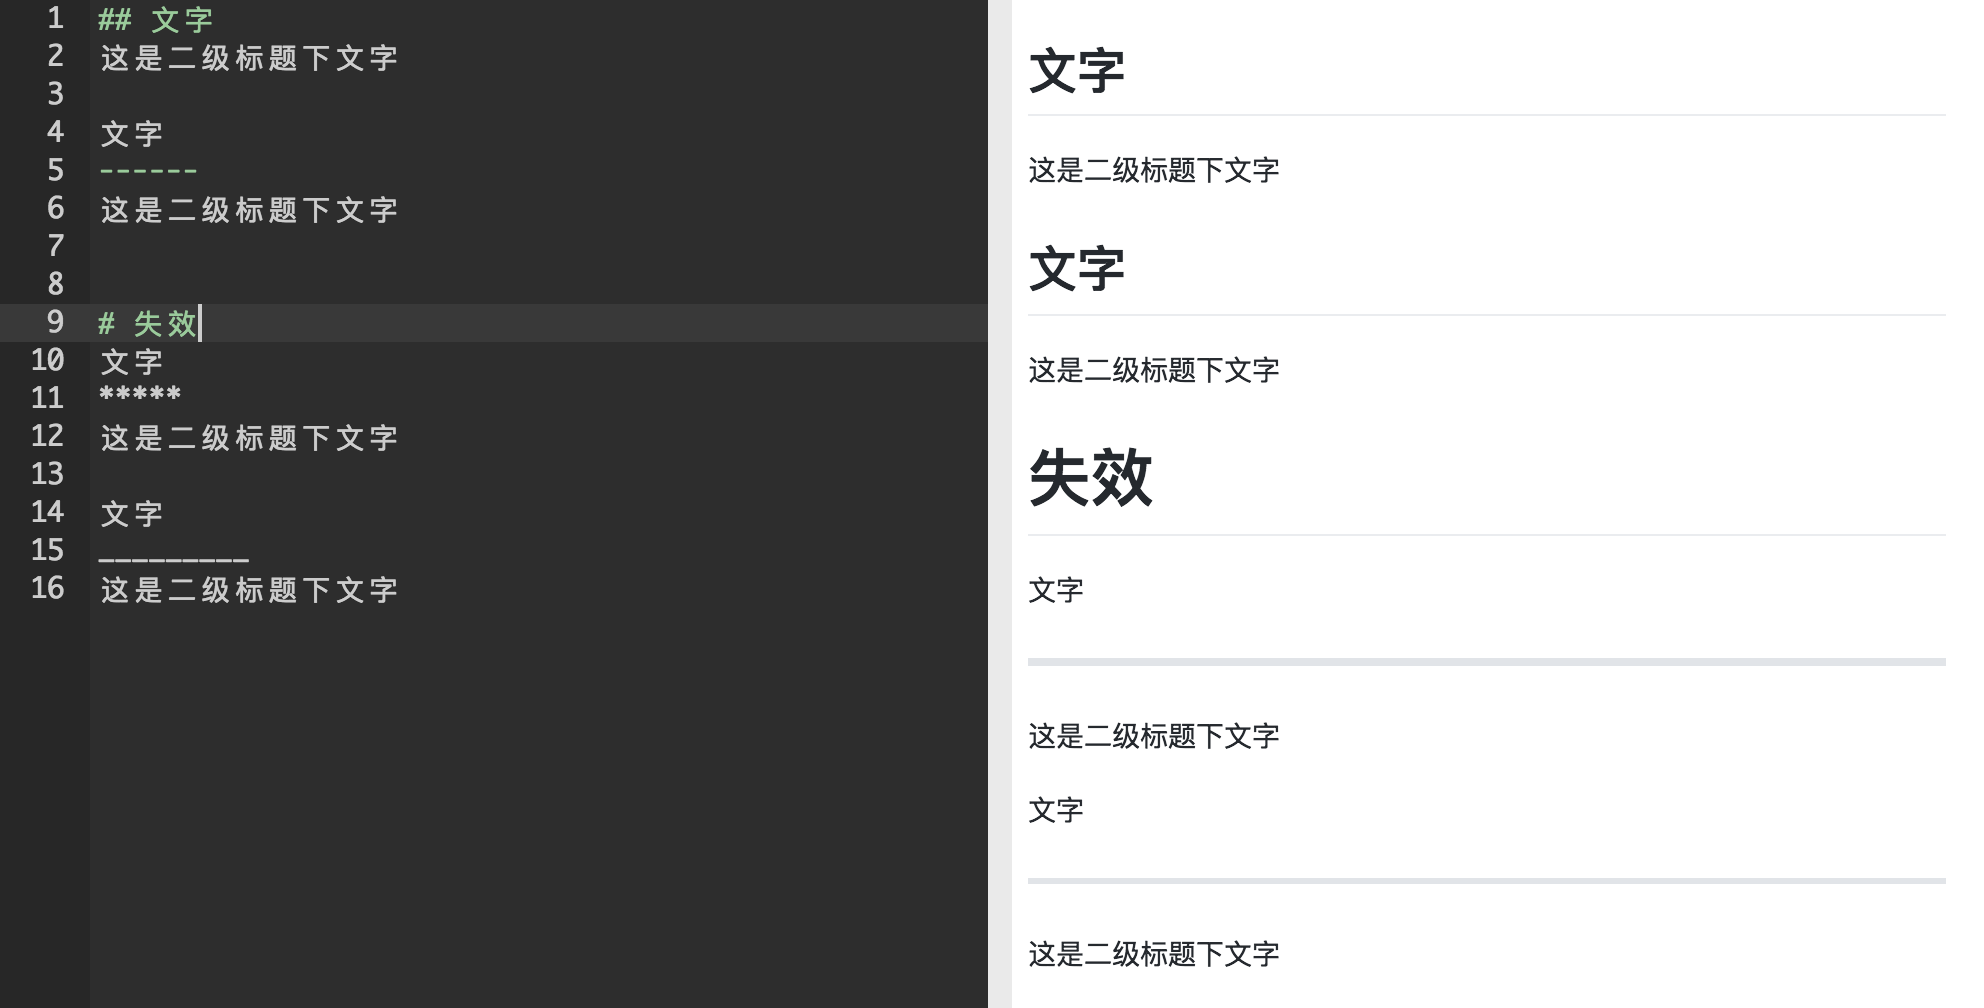 1 ## 文字
2 这是二级标题下文字
3
4 文字
5 ------
6 这是二级标题下文字
7
8
9 # 失效
10 文字
11 *****
12 这是二级标题下文字
13
14 文字
15 _________
16 这是二级标题下文字
文字
这是二级标题下文字
文字
这是二级标题下文字
失效
文字
这是二级标题下文字
文字
这是二级标题下文字